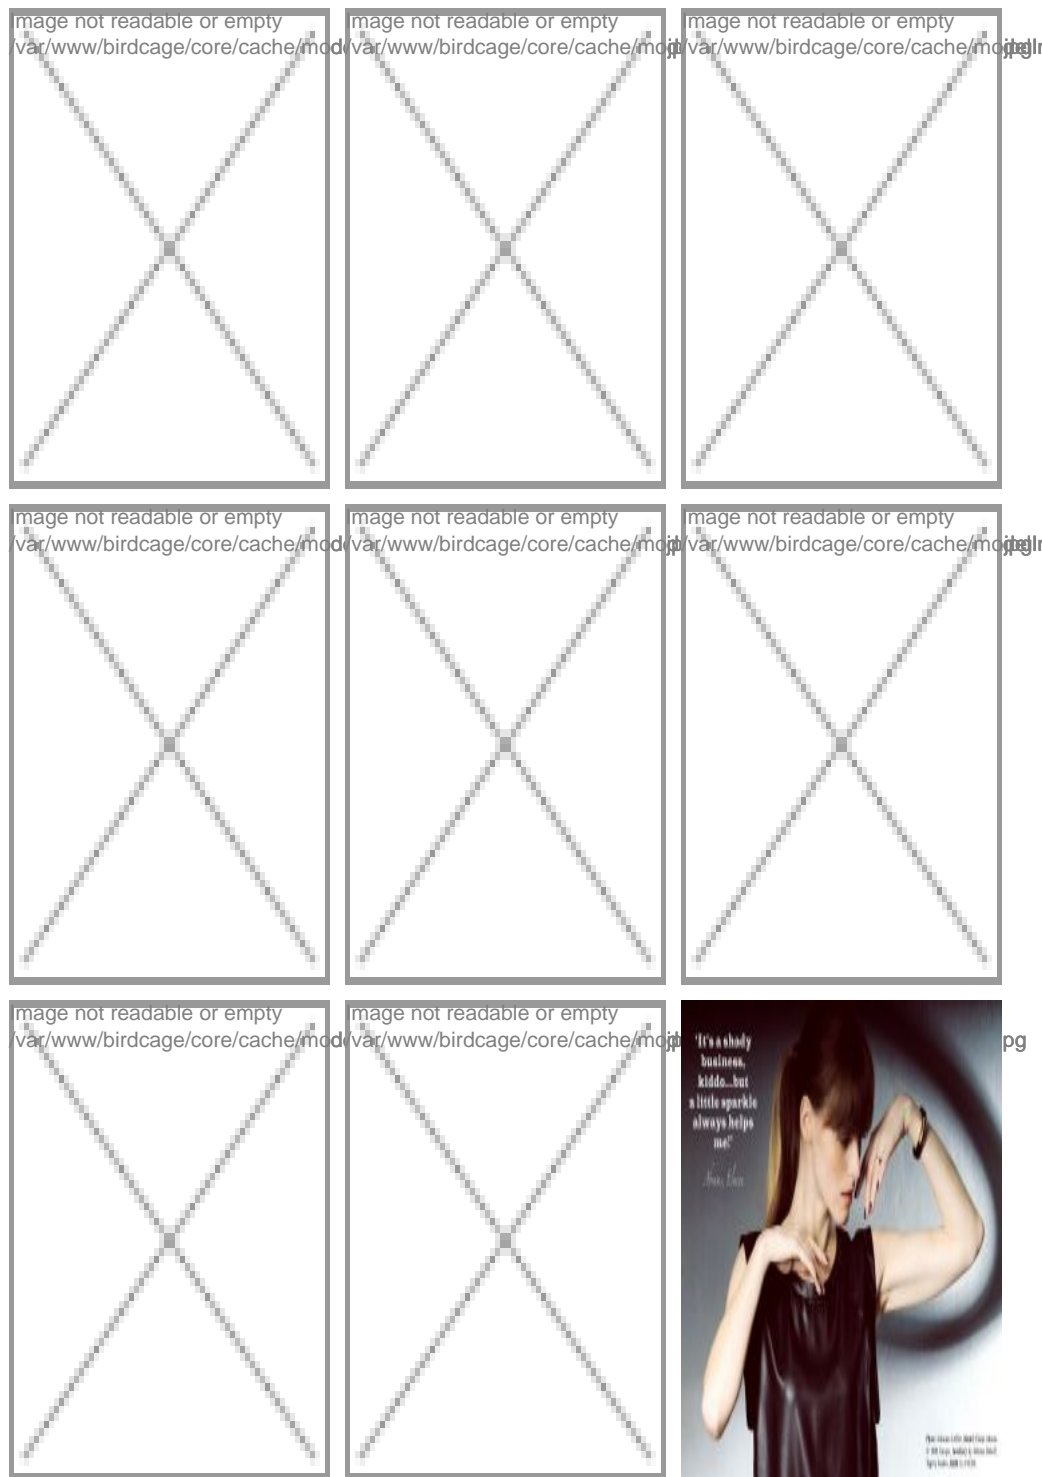 Image not readable or empty
/var/www/birdcage/core/cache/mod
Image not readable or empty
/var/www/birdcage/core/cache/mo
Image not readable or empty
/var/www/birdcage/core/cache/mo
Image not readable or empty
/var/www/birdcage/core/cache/mod
Image not readable or empty
/var/www/birdcage/core/cache/mo
Image not readable or empty
/var/www/birdcage/core/cache/mo
Image not readable or empty
/var/www/birdcage/core/cache/mod
Image not readable or empty
/var/www/birdcage/core/cache/mo
pg
"It's a shady
business,
kiddo...but
a little sparkle
always helps
me!"